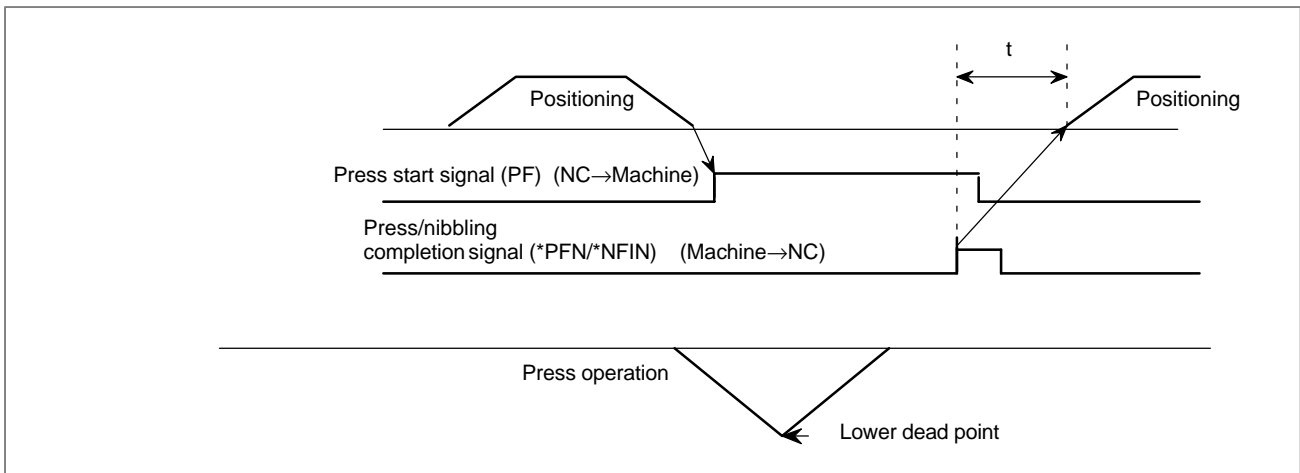 t
Positioning
Positioning
Press start signal (PF) (NC→Machine)
Press/nibbling
completion signal (*PFN/*NFIN) (Machine→NC)
Press operation
Lower dead point